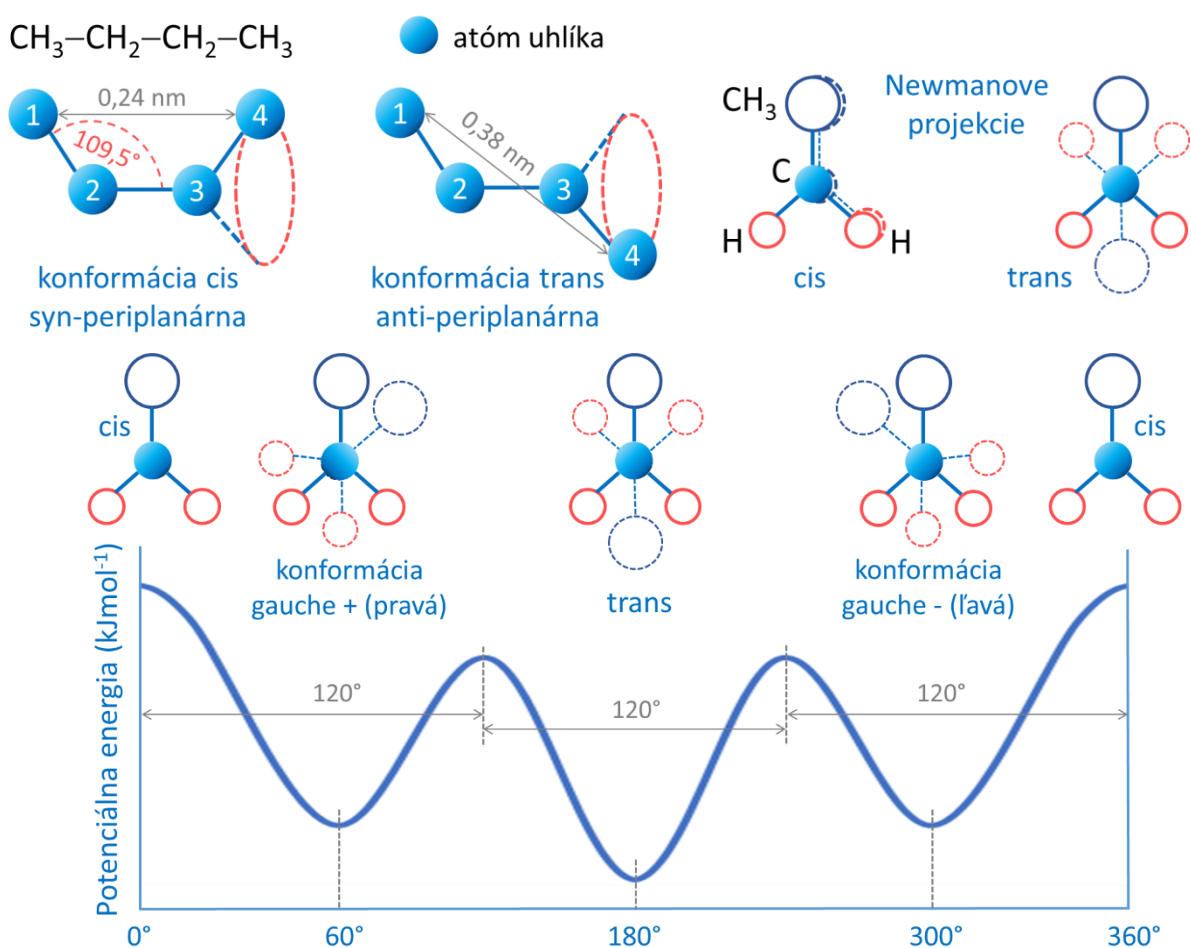 CH₃–CH₂–CH₂–CH₃
atóm uhlíka
1
0,24 nm
4
109,5°
2
3
konformácia cis
syn-periplanárna
1
0,38 nm
2
3
4
konformácia trans
anti-periplanárna
Newmanove
projekcie
CH₃
C
H
H
cis
trans
cis
konformácia
gauche + (pravá)
trans
konformácia
gauche - (ľavá)
cis
Potenciálna energia (kJmol⁻¹)
120°
120°
120°
0°
60°
180°
300°
360°